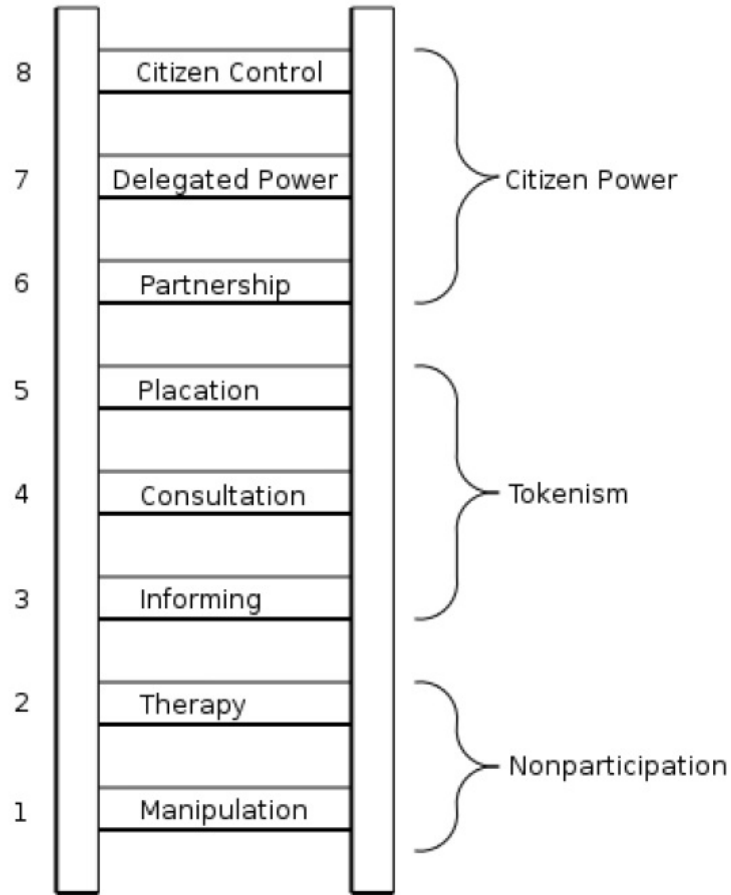 8 Citizen Control
7 Delegated Power
Citizen Power
6 Partnership
5 Placation
4 Consultation
Tokenism
3 Informing
2 Therapy
Nonparticipation
1 Manipulation